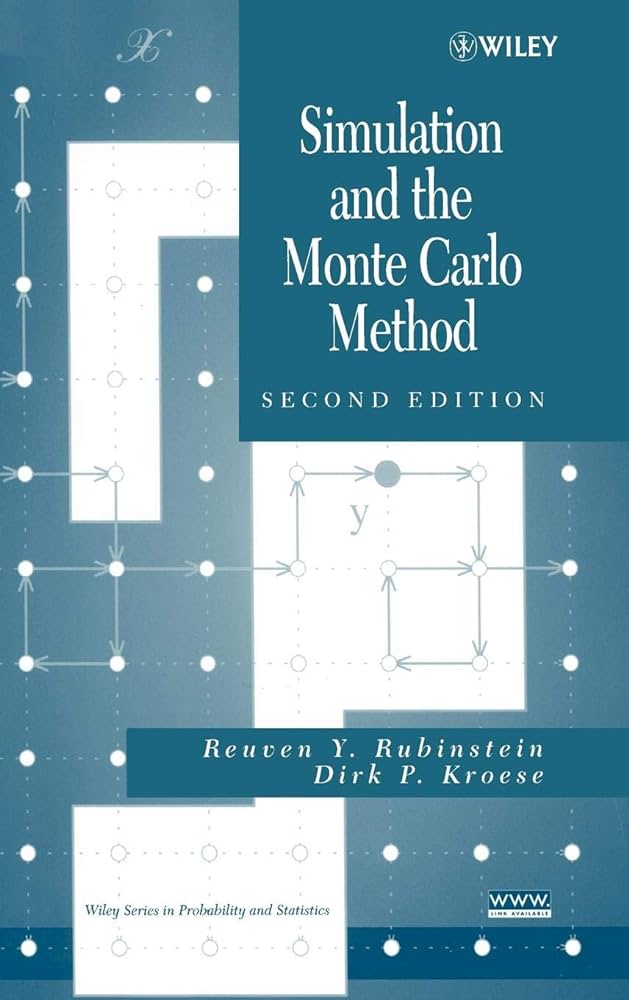 x
WILEY
Simulation
and the
Monte Carlo
Method
SECOND EDITION
y
Reuven Y. Rubinstein
Dirk P. Kroese
Wiley Series in Probability and Statistics
www.
LINK AVAILABLE